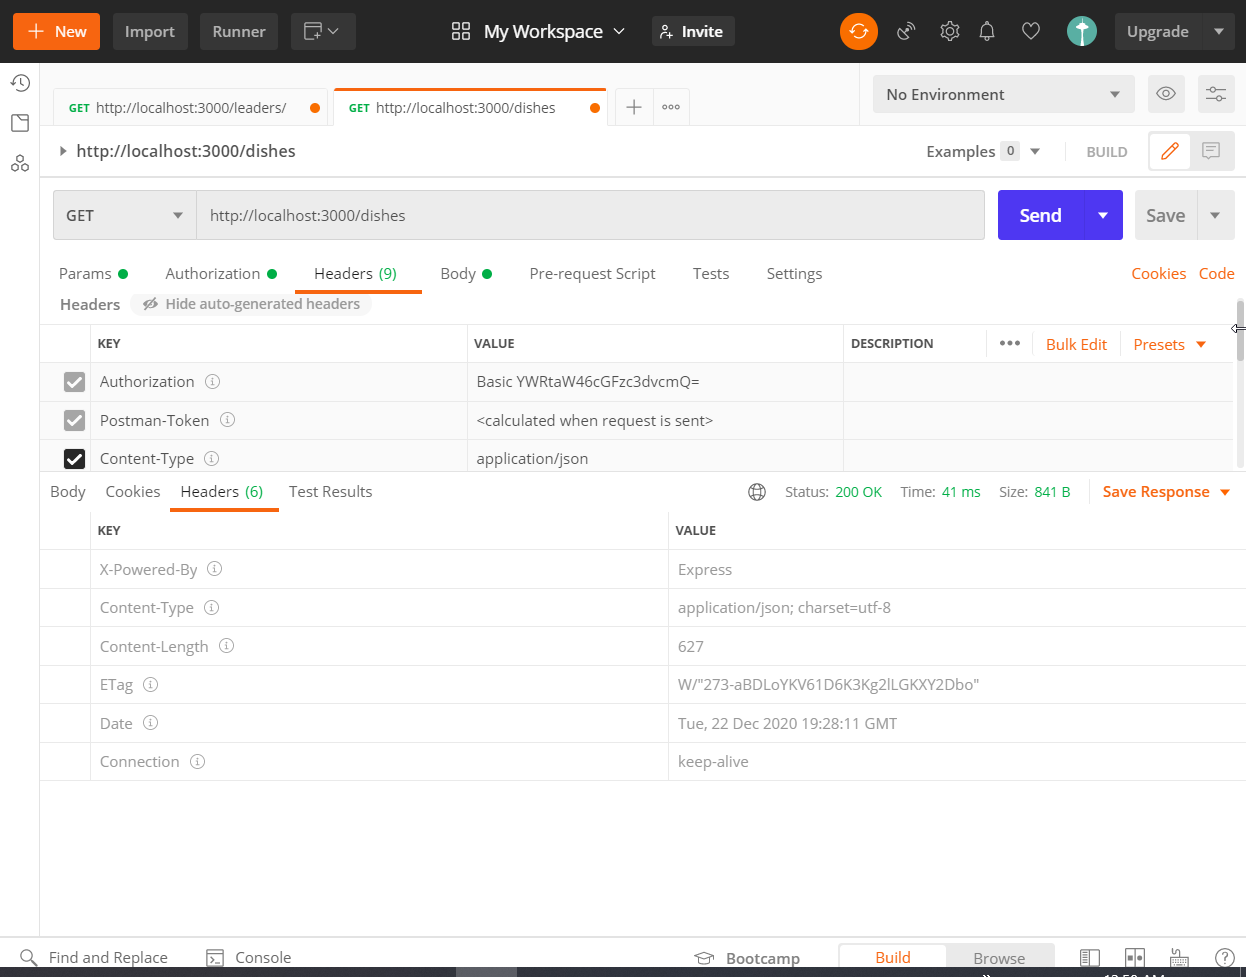 New Import Runner My Workspace Invite Upgrade
GET http://localhost:3000/leaders/ GET http://localhost:3000/dishes No Environment
http://localhost:3000/dishes Examples 0 BUILD
GET http://localhost:3000/dishes Send Save
Params Authorization Headers (9) Body Pre-request Script Tests Settings Cookies Code
Headers Hide auto-generated headers
KEY VALUE DESCRIPTION Bulk Edit Presets
Authorization Basic YWRtaW46cGFzc3dvcmQ=
Postman-Token <calculated when request is sent>
Content-Type application/json
Body Cookies Headers (6) Test Results Status: 200 OK Time: 41 ms Size: 841 B Save Response
KEY VALUE
X-Powered-By Express
Content-Type application/json; charset=utf-8
Content-Length 627
ETag W/"273-aBDLoYKV61D6K3Kg2lLGKXY2Dbo"
Date Tue, 22 Dec 2020 19:28:11 GMT
Connection keep-alive
Find and Replace Console Bootcamp Build Browse